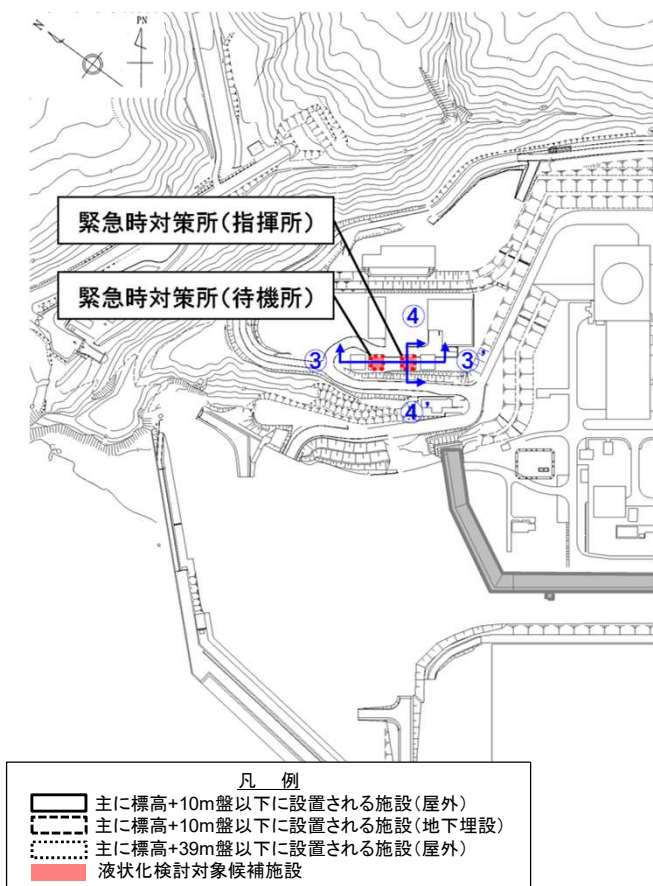 N
PN
緊急時対策所(指揮所)
緊急時対策所(待機所)
④
③
③'
④'
凡 例
主に標高+10m盤以下に設置される施設(屋外)
主に標高+10m盤以下に設置される施設(地下埋設)
主に標高+39m盤以下に設置される施設(屋外)
液状化検討対象候補施設